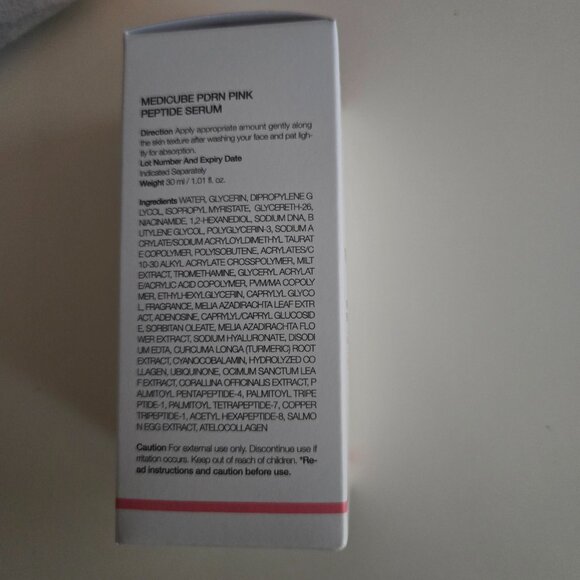 MEDICUBE PDRN PINK
PEPTIDE SERUM
Direction Apply appropriate amount gently along
the skin texture after washing your face and pat ligh-
tly for absorption.
Lot Number And Expiry Date
Indicated Separately
Weight 30 ml / 1.01 fl. oz.
Ingredients WATER, GLYCERIN, DIPROPYLENE G
LYCOL, ISOPROPYL MYRISTATE, GLYCERETH-26,
NIACINAMIDE, 1,2-HEXANEDIOL, SODIUM DNA, B
UTYLENE GLYCOL, POLYGLYCERIN-3, SODIUM A
CRYLATE/SODIUM ACRYLOYLDIMETHYL TAURAT
E COPOLYMER, POLYISOBUTENE, ACRYLATES/C
10-30 ALKYL ACRYLATE CROSSPOLYMER, MILT
EXTRACT, TROMETHAMINE, GLYCERYL ACRYLAT
E/ACRYLIC ACID COPOLYMER, PVM/MA COPOLY
MER, ETHYLHEXYLGLYCERIN, CAPRYLYL GLYCO
L, FRAGRANCE, MELIA AZADIRACHTA LEAF EXTR
ACT, ADENOSINE, CAPRYLYL/CAPRYL GLUCOSID
E, SORBITAN OLEATE, MELIA AZADIRACHTA FLO
WER EXTRACT, SODIUM HYALURONATE, DISODI
UM EDTA, CURCUMA LONGA (TURMERIC) ROOT
EXTRACT, CYANOCOBALAMIN, HYDROLYZED CO
LLAGEN, UBIQUINONE, OCIMUM SANCTUM LEA
F EXTRACT, CORALLINA OFFICINALIS EXTRACT, P
ALMITOYL PENTAPEPTIDE-4, PALMITOYL TRIPE
PTIDE-1, PALMITOYL TETRAPEPTIDE-7, COPPER
TRIPEPTIDE-1, ACETYL HEXAPEPTIDE-8, SALMO
N EGG EXTRACT, ATELOCOLLAGEN
Caution For external use only. Discontinue use if
irritation occurs. Keep out of reach of children. *Re-
ad instructions and caution before use.